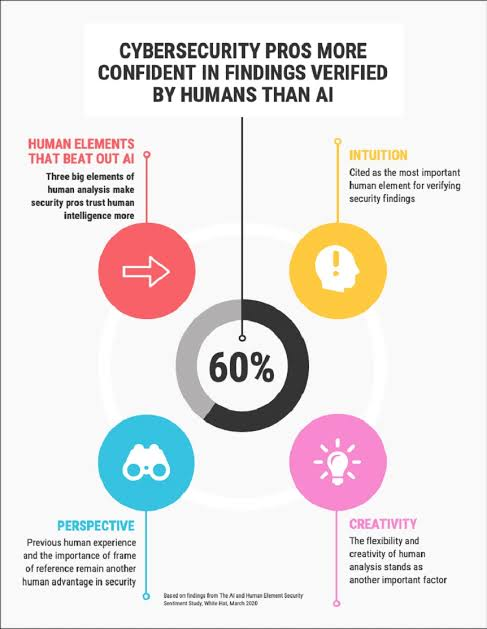 CYBERSECURITY PROS MORE
CONFIDENT IN FINDINGS VERIFIED
BY HUMANS THAN AI
HUMAN ELEMENTS
THAT BEAT OUT AI
Three big elements of
human analysis make
security pros trust human
intelligence more
INTUITION
Cited as the most important
human element for verifying
security findings
60%
PERSPECTIVE
Previous human experience
and the importance of frame
of reference remain another
human advantage in security
CREATIVITY
The flexibility and
creativity of human
analysis stands as
another important factor
Based on findings from The AI and Human Element Security
Sentiment Study, White Hat, March 2020